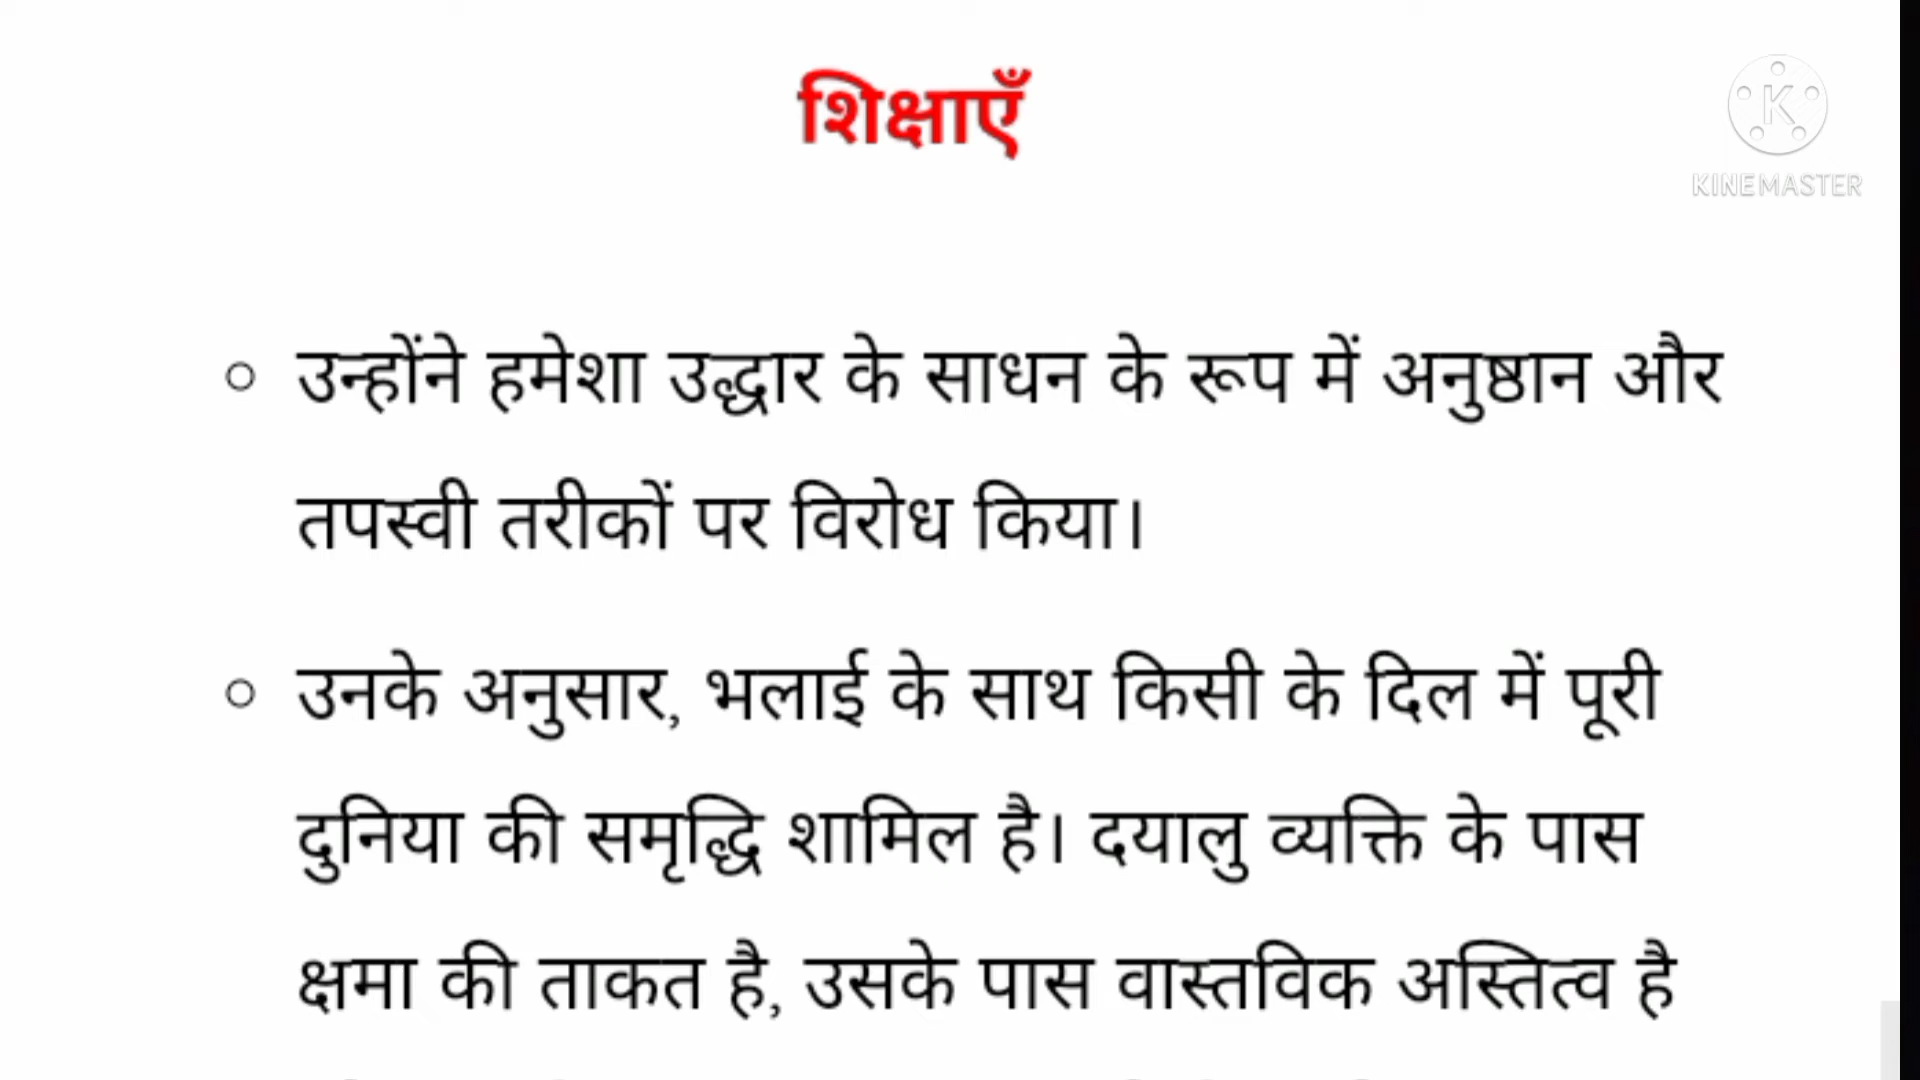 शिक्षाएँ
KINEMASTER
○ उन्होंने हमेशा उद्धार के साधन के रूप में अनुष्ठान और
तपस्वी तरीकों पर विरोध किया।
○ उनके अनुसार, भलाई के साथ किसी के दिल में पूरी
दुनिया की समृद्धि शामिल है। दयालु व्यक्ति के पास
क्षमा की ताकत है, उसके पास वास्तविक अस्तित्व है